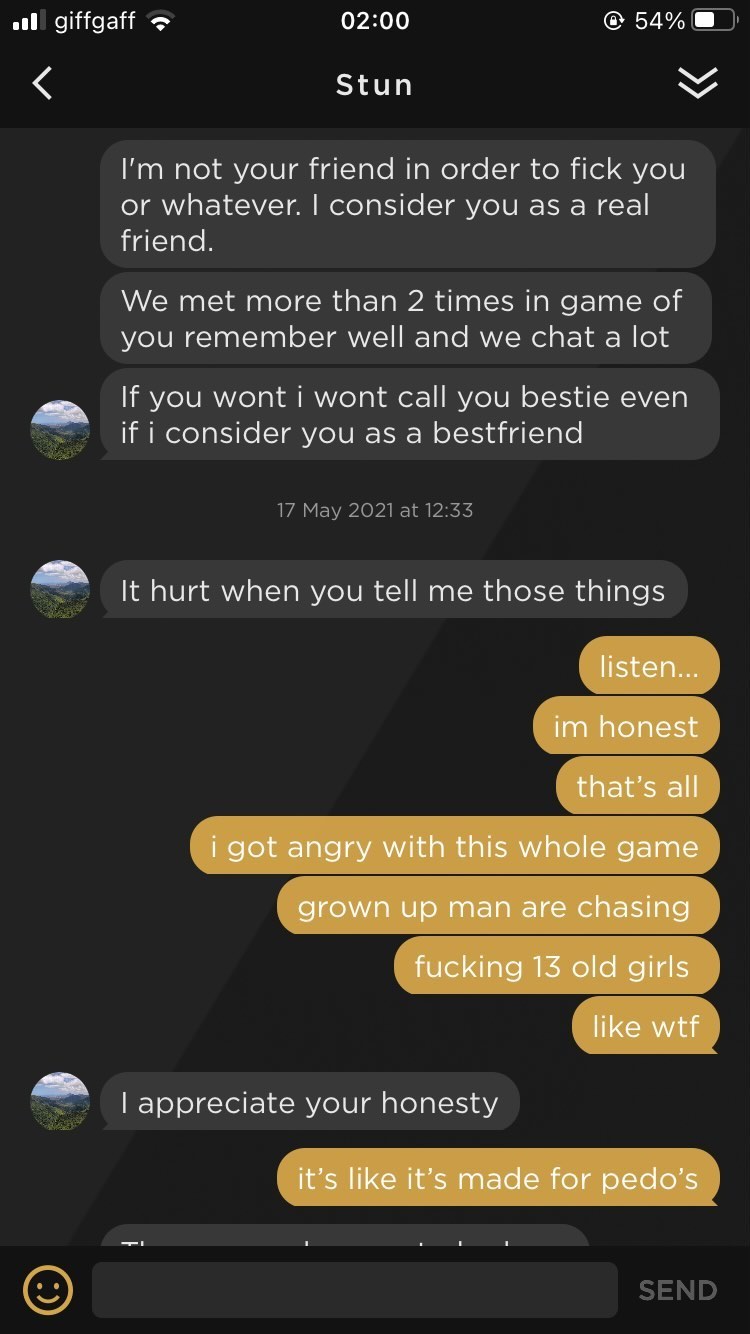 giffgaff 02:00 54%
Stun
I'm not your friend in order to fick you
or whatever. I consider you as a real
friend.
We met more than 2 times in game of
you remember well and we chat a lot
If you wont i wont call you bestie even
if i consider you as a bestfriend
17 May 2021 at 12:33
It hurt when you tell me those things
listen...
im honest
that's all
i got angry with this whole game
grown up man are chasing
fucking 13 old girls
like wtf
I appreciate your honesty
it's like it's made for pedo's
SEND